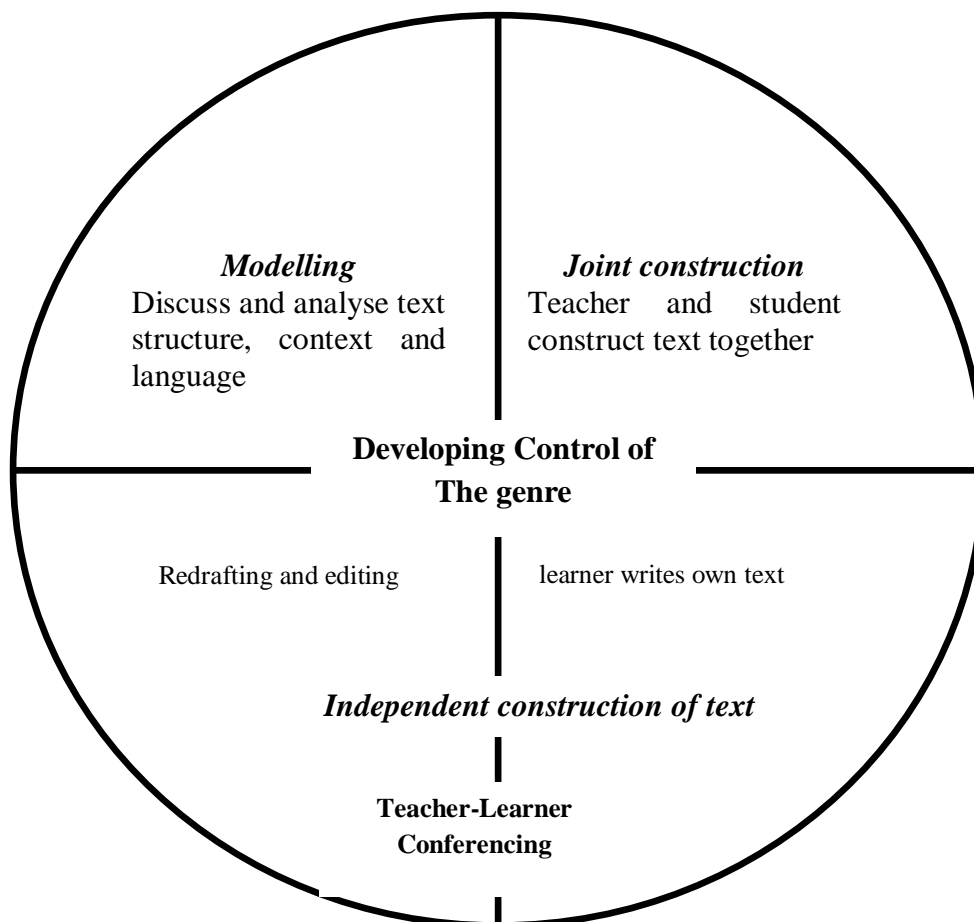 Modelling
Discuss and analyse text
structure, context and
language
Joint construction
Teacher and student
construct text together
Developing Control of
The genre
Redrafting and editing
learner writes own text
Independent construction of text
Teacher-Learner
Conferencing